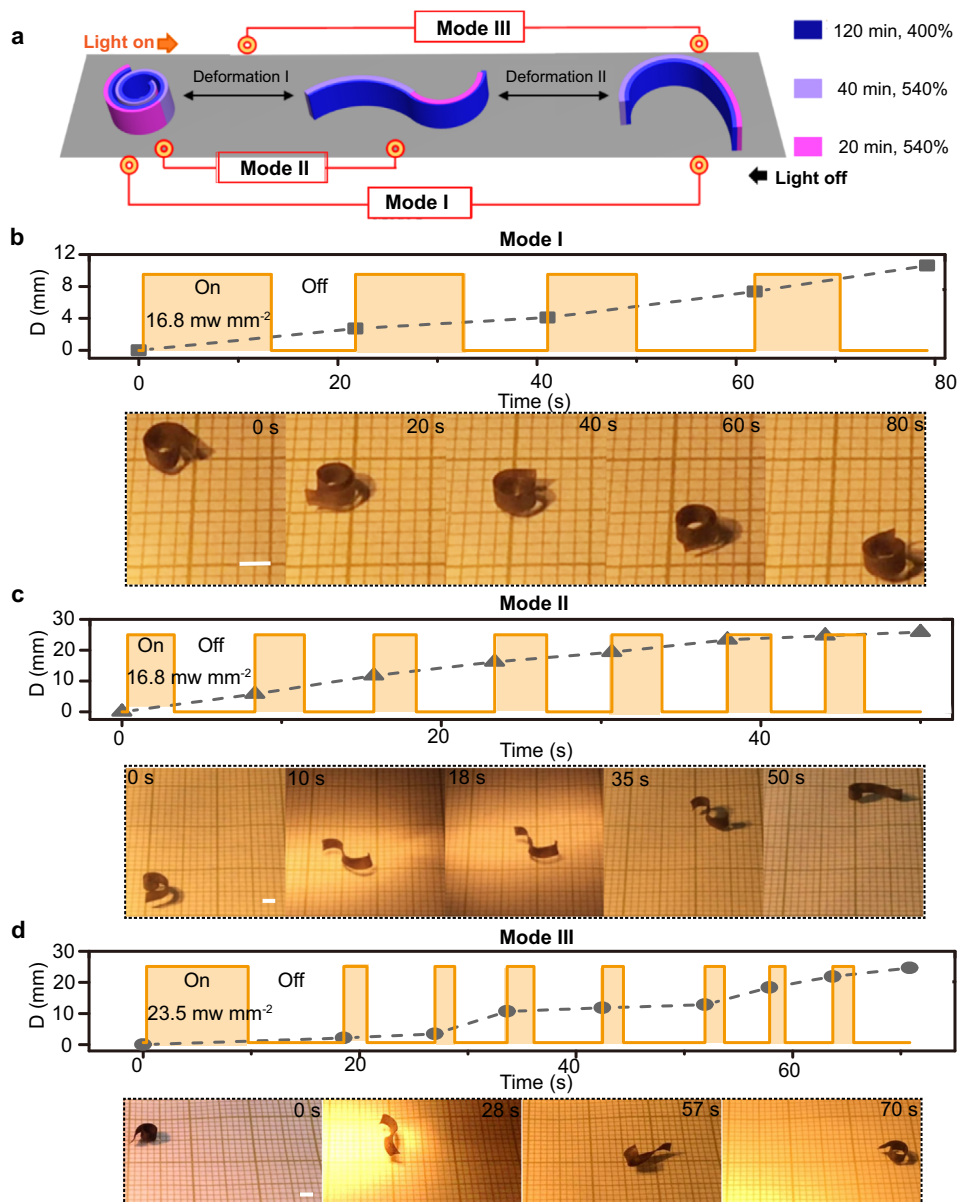 a
Light on
Mode III
120 min, 400%
Deformation I
Deformation II
40 min, 540%
20 min, 540%
Mode II
Light off
Mode I
b
Mode I
D (mm)
12
8
4
0
On
Off
16.8 mw mm-2
0
20
40
60
80
Time (s)
0 s
20 s
40 s
60 s
80 s
c
Mode II
D (mm)
30
20
10
0
On
Off
16.8 mw mm-2
0
20
40
Time (s)
0 s
10 s
18 s
35 s
50 s
d
Mode III
D (mm)
30
20
10
0
On
Off
23.5 mw mm-2
0
20
40
60
Time (s)
0 s
28 s
57 s
70 s